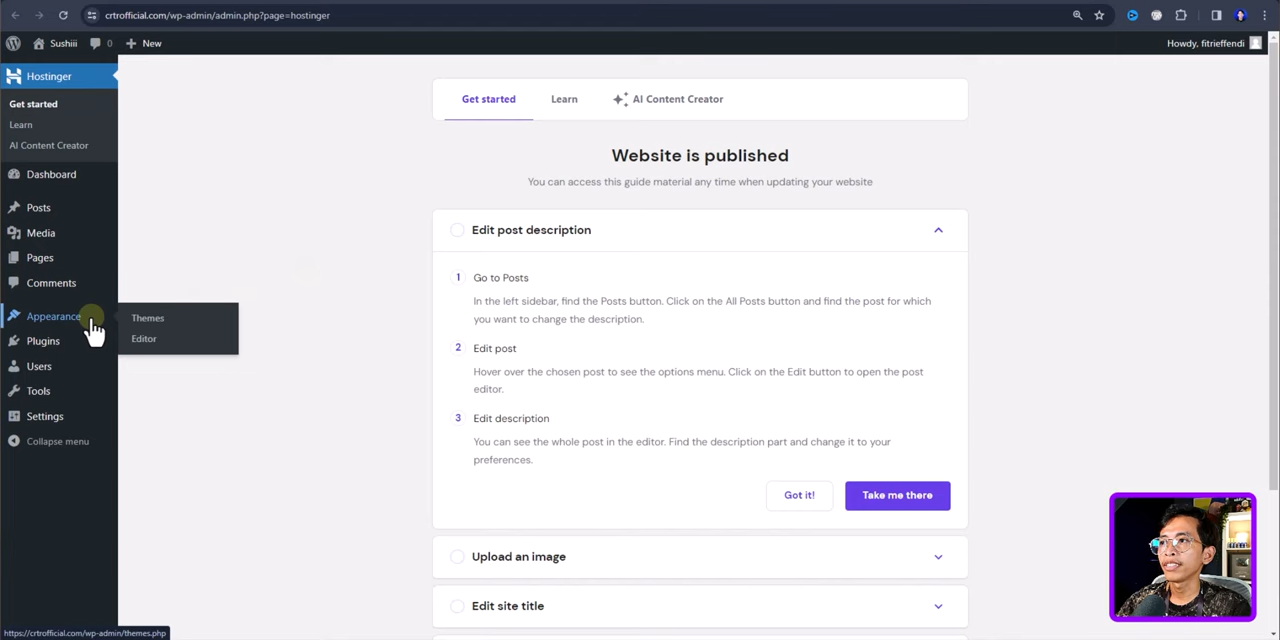 crtrofficial.com/wp-admin/admin.php?page=hostinger
Sushiii
0
New
Howdy, fitrieffendi
Hostinger
Get started
Learn
AI Content Creator
Dashboard
Posts
Media
Pages
Comments
Appearance
Plugins
Users
Tools
Settings
Collapse menu
Themes
Editor
Get started
Learn
AI Content Creator
Website is published
You can access this guide material any time when updating your website
Edit post description
1 Go to Posts
In the left sidebar, find the Posts button. Click on the All Posts button and find the post for which
you want to change the description.
2 Edit post
Hover over the chosen post to see the options menu. Click on the Edit button to open the post
editor.
3 Edit description
You can see the whole post in the editor. Find the description part and change it to your
preferences.
Got it!
Take me there
Upload an image
Edit site title
https://crtrofficial.com/wp-admin/themes.php